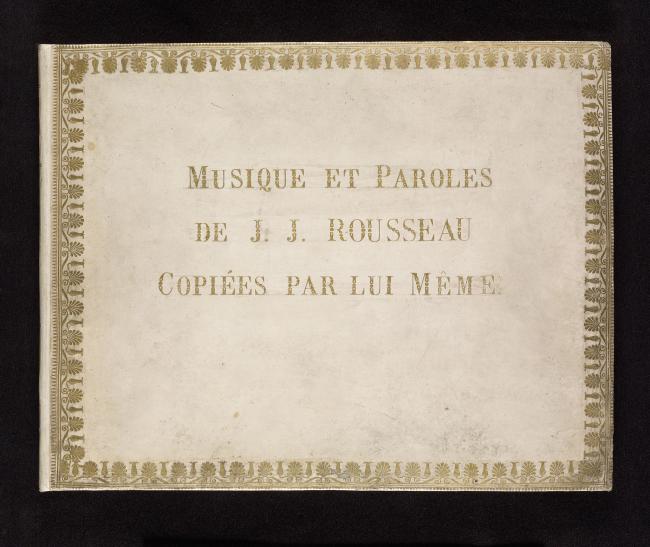 MUSIQUE ET PAROLES
DE J. J. ROUSSEAU
COPIÉES PAR LUI MÊME.